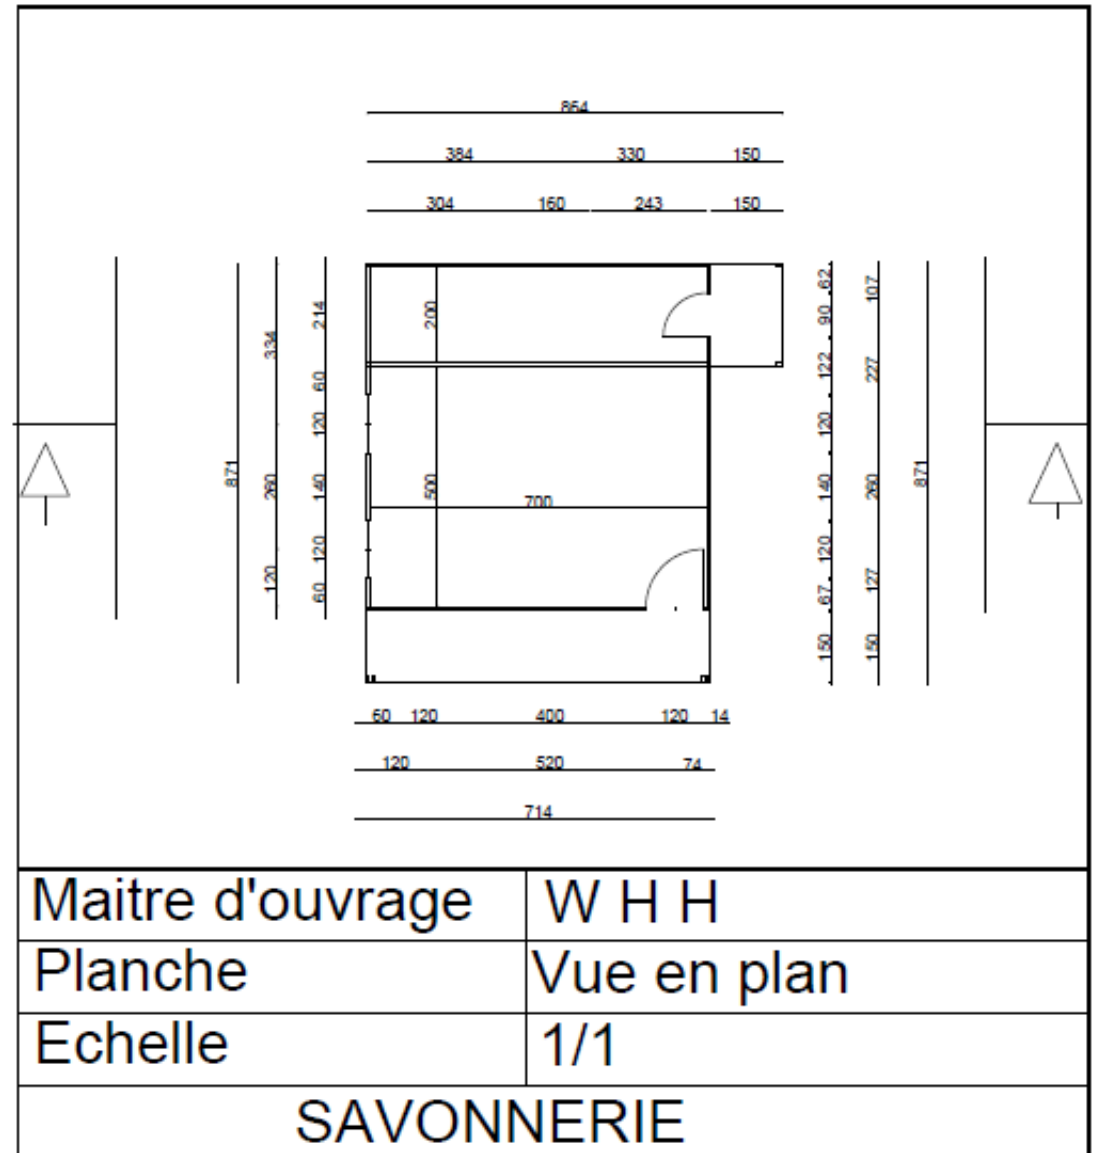 864
384 330 150
304 160 243 150
871
334 260 120
214 60 120 140 120 60
200
500
700
62 90 122 120 140 120 67 150
107 227 260 127 150
871
60 120 400 120 14
120 520 74
714
Maitre d'ouvrage W H H
Planche Vue en plan
Echelle 1/1
SAVONNERIE